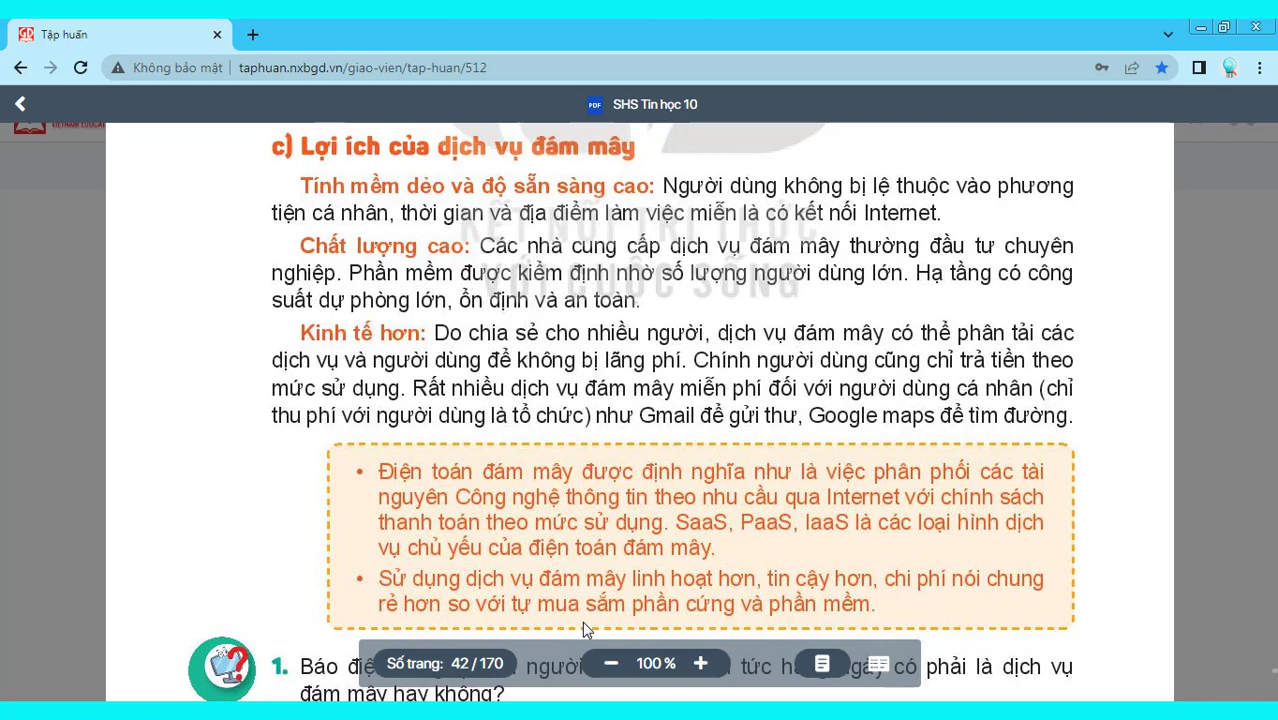 Tập huấn
Không bảo mật
taphuan.nxbgd.vn/giao-vien/tap-huan/512
PDF SHS Tin học 10
c) Lợi ích của dịch vụ đám mây
Tính mềm dẻo và độ sẵn sàng cao: Người dùng không bị lệ thuộc vào phương
tiện cá nhân, thời gian và địa điểm làm việc miễn là có kết nối Internet.
KẾT NỐI TRI THỨC
Chất lượng cao: Các nhà cung cấp dịch vụ đám mây thường đầu tư chuyên
nghiệp. Phần mềm được kiểm định nhờ số lượng người dùng lớn. Hạ tầng có công
VỚI CUỘC SỐNG
suất dự phòng lớn, ổn định và an toàn.
Kinh tế hơn: Do chia sẻ cho nhiều người, dịch vụ đám mây có thể phân tải các
dịch vụ và người dùng để không bị lãng phí. Chính người dùng cũng chỉ trả tiền theo
mức sử dụng. Rất nhiều dịch vụ đám mây miễn phí đối với người dùng cá nhân (chỉ
thu phí với người dùng là tổ chức) như Gmail để gửi thư, Google maps để tìm đường.
• Điện toán đám mây được định nghĩa như là việc phân phối các tài
nguyên Công nghệ thông tin theo nhu cầu qua Internet với chính sách
thanh toán theo mức sử dụng. SaaS, PaaS, IaaS là các loại hình dịch
vụ chủ yếu của điện toán đám mây.
• Sử dụng dịch vụ đám mây linh hoạt hơn, tin cậy hơn, chi phí nói chung
rẻ hơn so với tự mua sắm phần cứng và phần mềm.
Số trang: 42 / 170
100 %
1. Báo người tức có phải là dịch vụ
đám mây hay không?